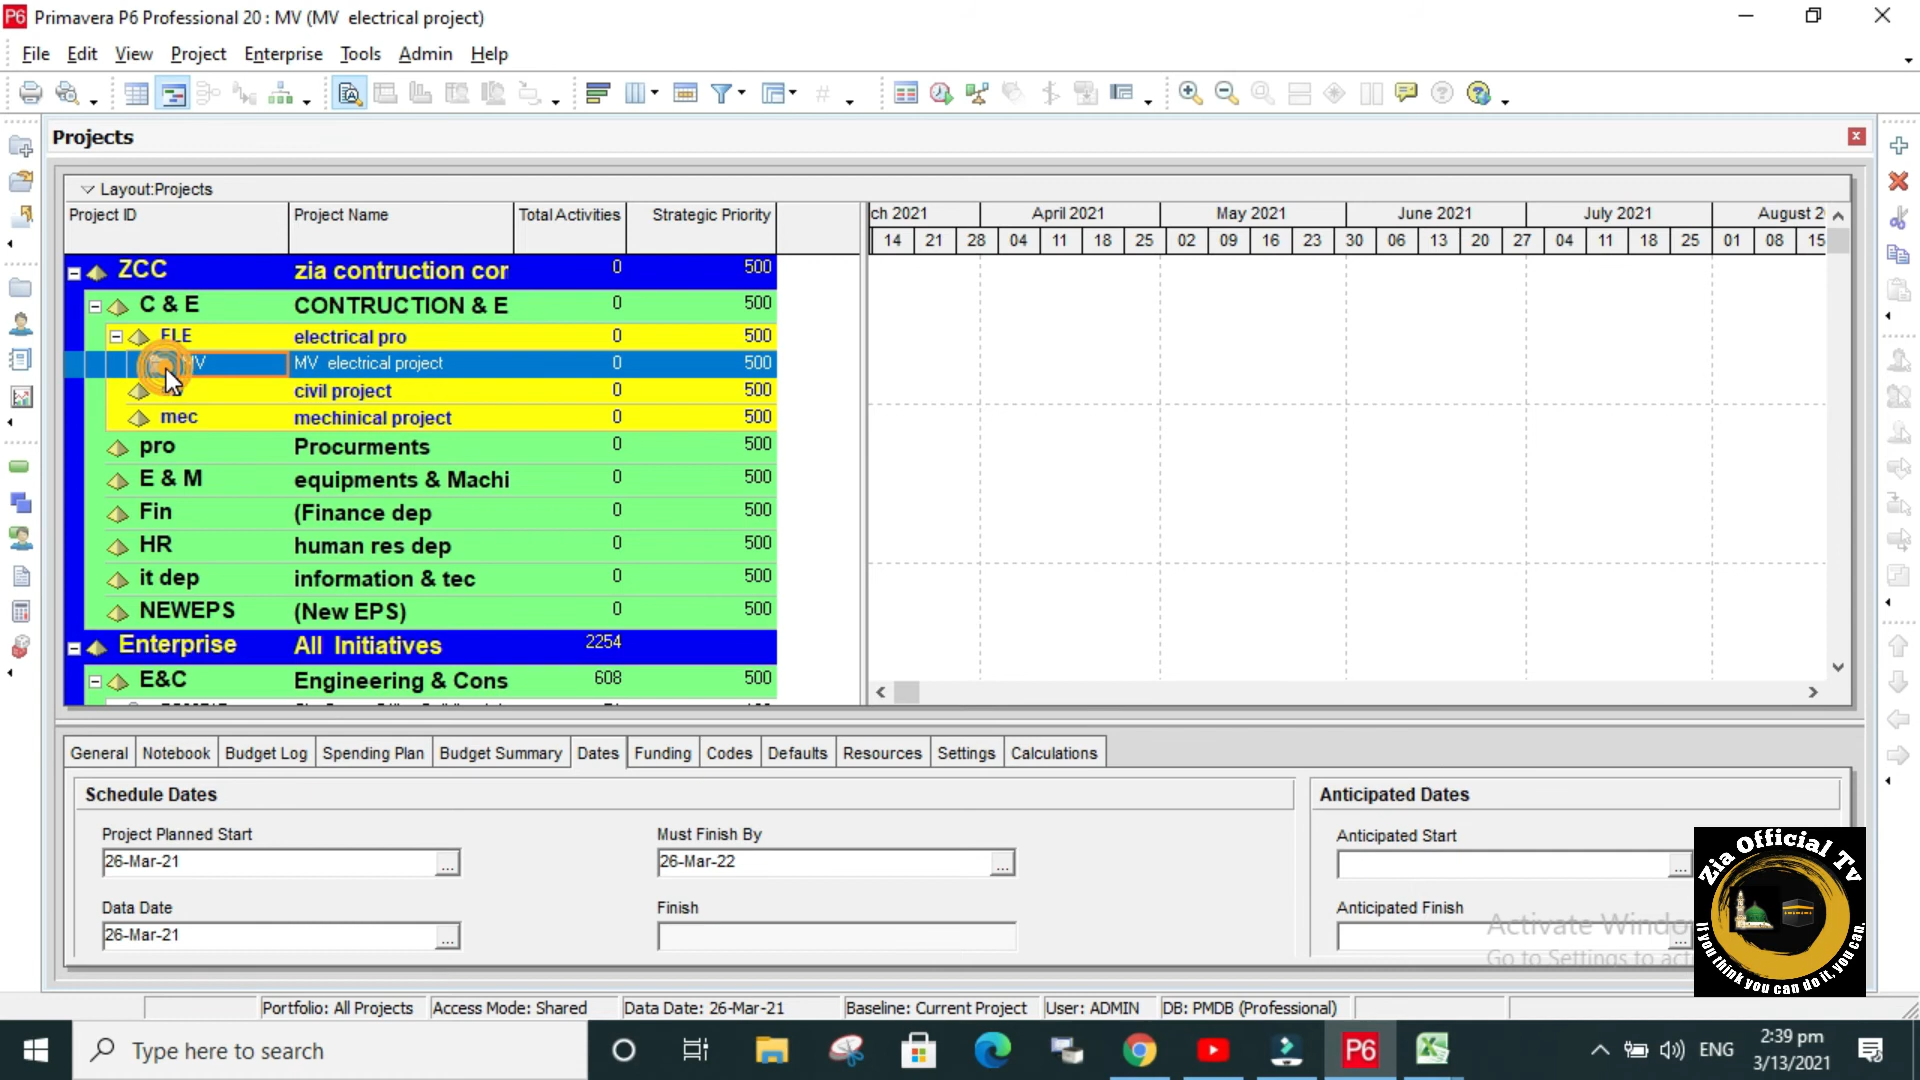 Primavera P6 Professional 20 : MV (MV electrical project)
File Edit View Project Enterprise Tools Admin Help
Projects
Layout:Projects
Project ID Project Name Total Activities Strategic Priority
ch 2021 April 2021 May 2021 June 2021 July 2021 August 2
14 21 28 04 11 18 25 02 09 16 23 30 06 13 20 27 04 11 18 25 01 08 15
ZCC zia contruction cor 0 500
C & E CONTRUCTION & E 0 500
ELE electrical pro 0 500
MV MV electrical project 0 500
civil project 0 500
mec mechinical project 0 500
pro Procurments 0 500
E & M equipments & Machi 0 500
Fin (Finance dep 0 500
HR human res dep 0 500
it dep information & tec 0 500
NEWEPS (New EPS) 0 500
Enterprise All Initiatives 2254
E&C Engineering & Cons 608 500
General Notebook Budget Log Spending Plan Budget Summary Dates Funding Codes Defaults Resources Settings Calculations
Schedule Dates Anticipated Dates
Project Planned Start Must Finish By Anticipated Start
26-Mar-21 26-Mar-22
Data Date Finish Anticipated Finish
26-Mar-21
Activate Windo
Go to Settings to act
Zia Official Tv
If you think you can do it, you can.
Portfolio: All Projects Access Mode: Shared Data Date: 26-Mar-21 Baseline: Current Project User: ADMIN DB: PMDB (Professional)
Type here to search
P6
ENG
2:39 pm
3/13/2021